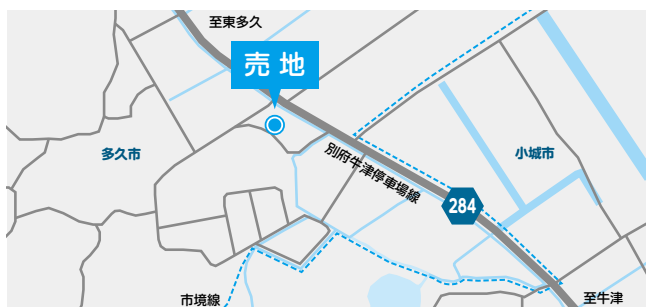 至東多久
売地
多久市
別府牛津停車場線
小城市
284
市境線
至牛津